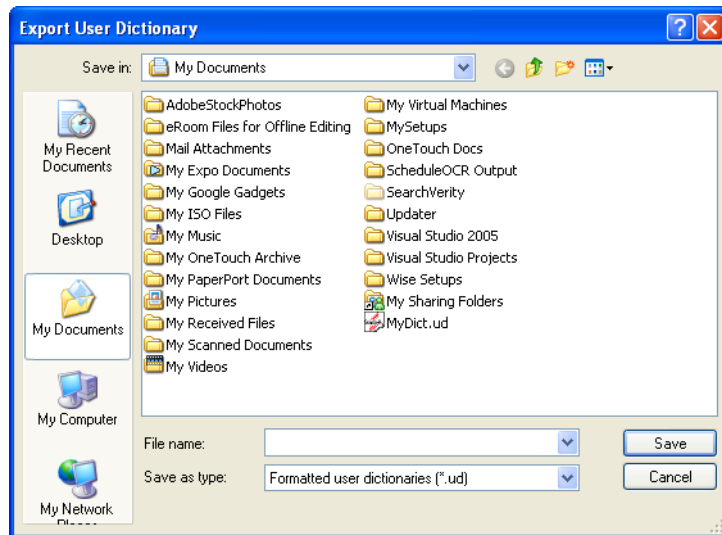 Export User Dictionary
Save in: My Documents
My Recent
Documents
Desktop
My Documents
My Computer
My Network
AdobeStockPhotos
eRoom Files for Offline Editing
Mail Attachments
My Expo Documents
My Google Gadgets
My ISO Files
My Music
My OneTouch Archive
My PaperPort Documents
My Pictures
My Received Files
My Scanned Documents
My Videos
My Virtual Machines
MySetups
OneTouch Docs
ScheduleOCR Output
SearchVerity
Updater
Visual Studio 2005
Visual Studio Projects
Wise Setups
My Sharing Folders
MyDict.ud
File name:
Save
Save as type: Formatted user dictionaries (*.ud)
Cancel